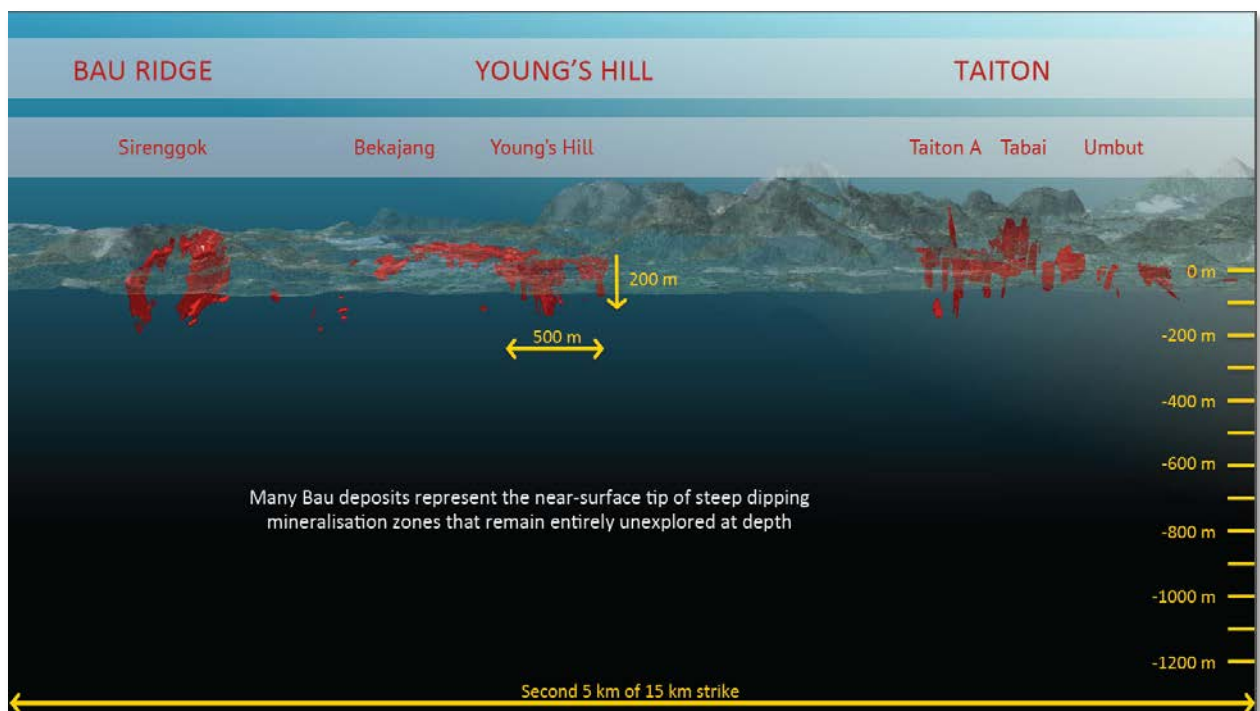 BAU RIDGE
YOUNG'S HILL
TAITON
Sirenggok
Bekajang
Young's Hill
Taiton A
Tabai
Umbut
200 m
500 m
0 m
-200 m
-400 m
-600 m
-800 m
-1000 m
-1200 m
Many Bau deposits represent the near-surface tip of steep dipping
mineralisation zones that remain entirely unexplored at depth
Second 5 km of 15 km strike